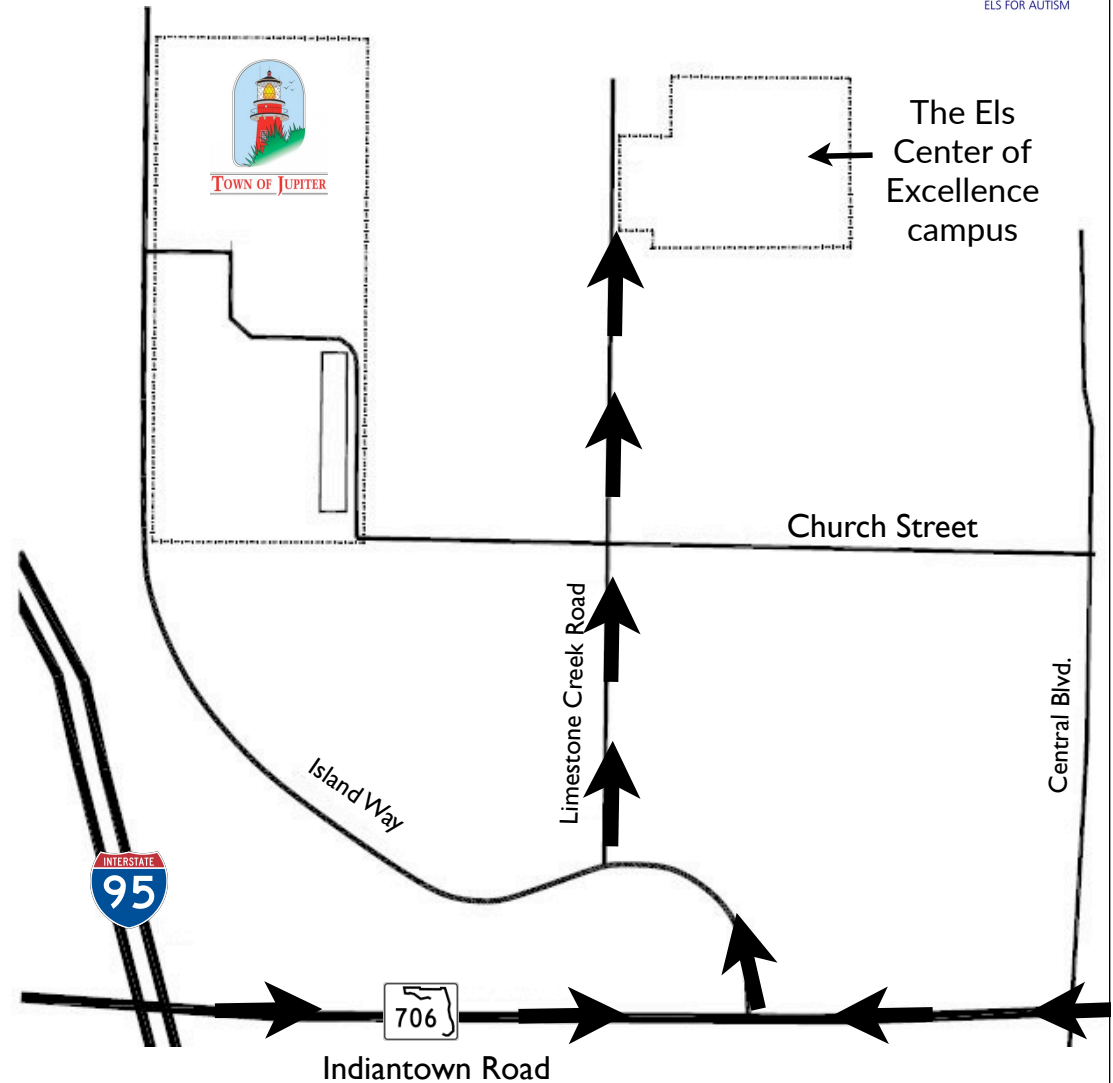 ELS FOR AUTISM
The Els
Center of
Excellence
campus
TOWN OF JUPITER
Church Street
Limestone Creek Road
Central Blvd.
Island Way
INTERSTATE
95
706
Indiantown Road